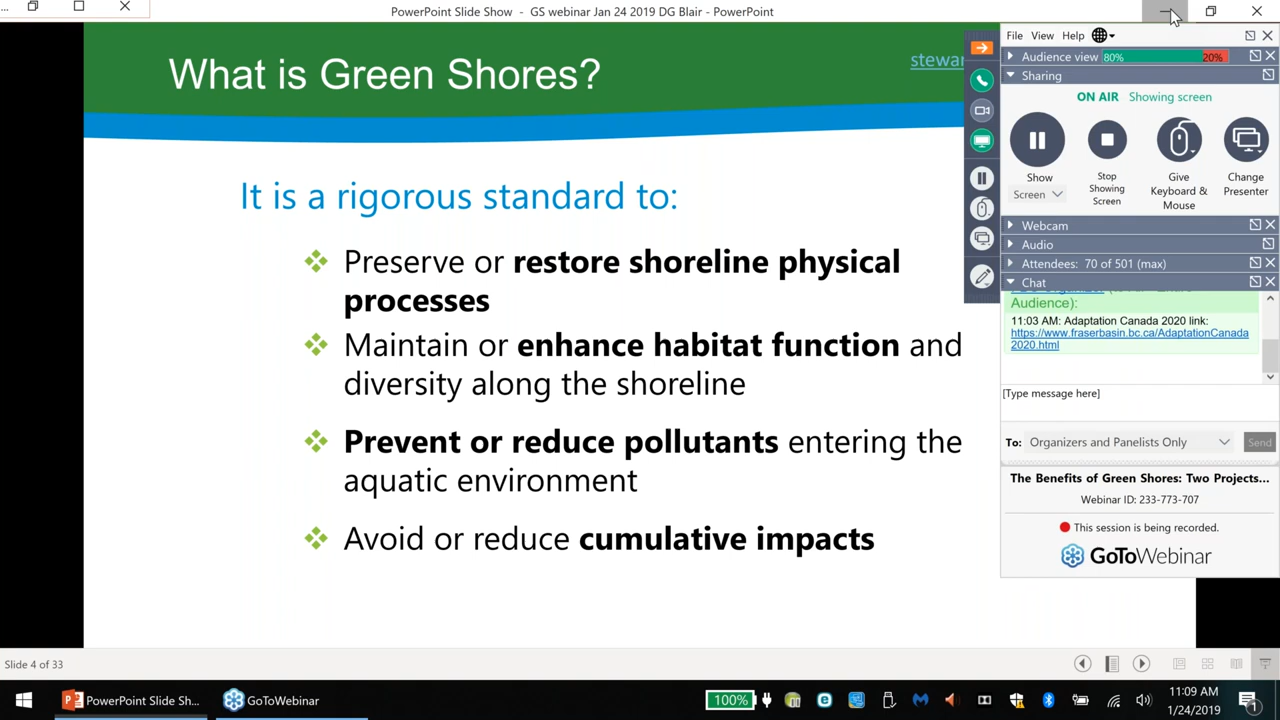 ...
PowerPoint Slide Show - GS webinar Jan 24 2019 DG Blair - PowerPoint
What is Green Shores?
stewar
It is a rigorous standard to:
Preserve or restore shoreline physical
processes
Maintain or enhance habitat function and
diversity along the shoreline
Prevent or reduce pollutants entering the
aquatic environment
Avoid or reduce cumulative impacts
File View Help
Audience view 80% 20%
Sharing
ON AIR Showing screen
Show
Screen
Stop
Showing
Screen
Give
Keyboard &
Mouse
Change
Presenter
Webcam
Audio
Attendees: 70 of 501 (max)
Chat
Audience):
11:03 AM: Adaptation Canada 2020 link:
https://www.fraserbasin.bc.ca/AdaptationCanada
2020.html
[Type message here]
To: Organizers and Panelists Only Send
The Benefits of Green Shores: Two Projects...
Webinar ID: 233-773-707
This session is being recorded.
GoToWebinar
Slide 4 of 33
PowerPoint Slide Sh...
GoToWebinar
100%
11:09 AM
1/24/2019
1